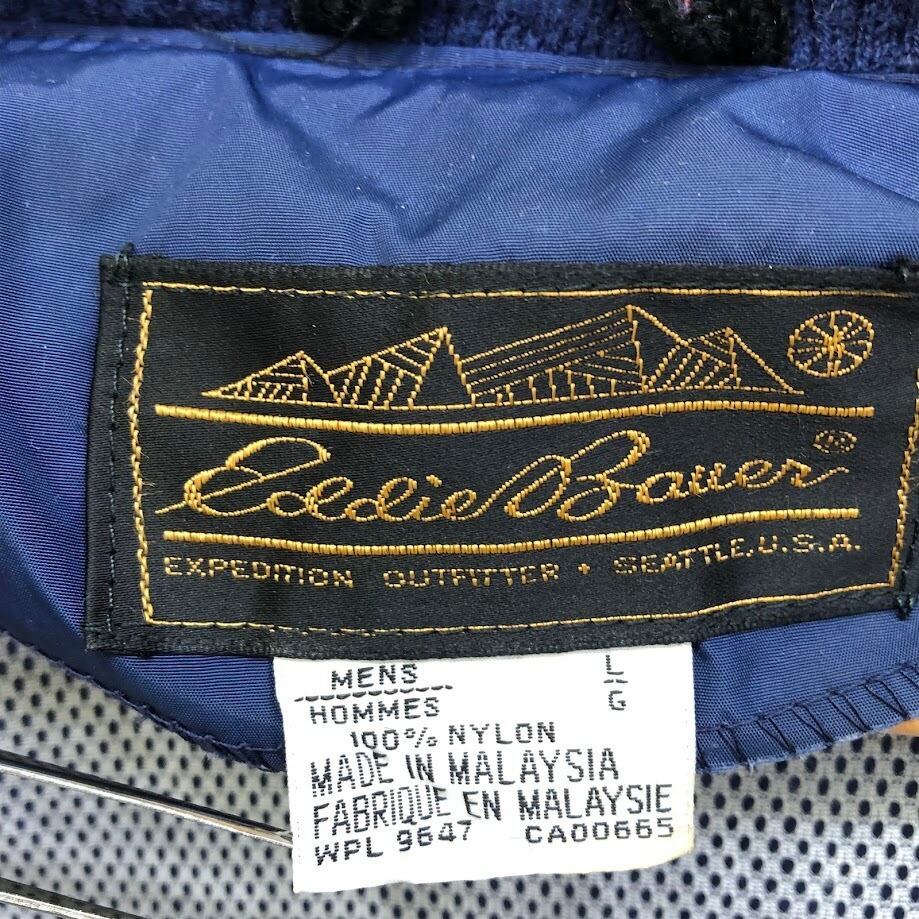 Eddie Bauer®
EXPEDITION OUTFITTER • SEATTLE, U.S.A.
MENS L
HOMMES G
100% NYLON
MADE IN MALAYSIA
FABRIQUE EN MALAYSIE
WPL 9647 CA00665